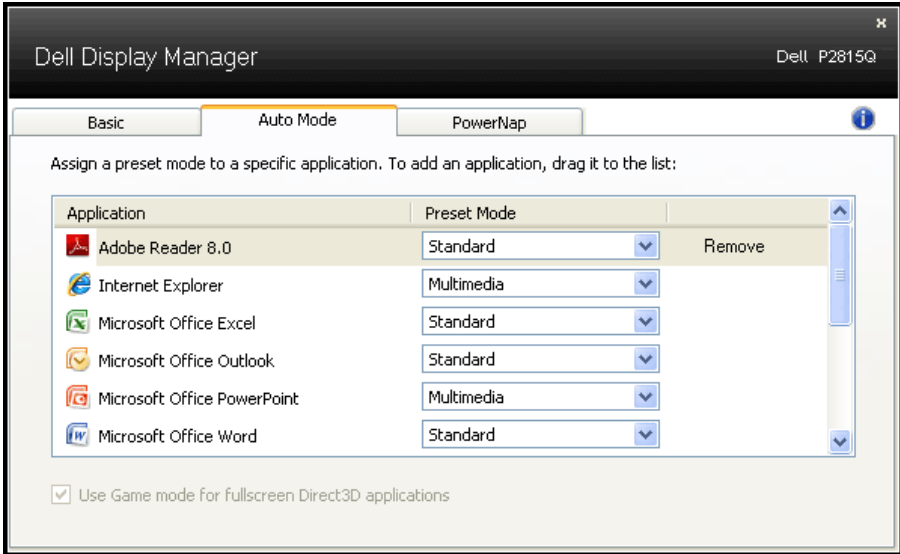 x
Dell Display Manager
Dell P2815Q
Basic Auto Mode PowerNap
Assign a preset mode to a specific application. To add an application, drag it to the list:
Application Preset Mode
Adobe Reader 8.0 Standard Remove
Internet Explorer Multimedia
Microsoft Office Excel Standard
Microsoft Office Outlook Standard
Microsoft Office PowerPoint Multimedia
Microsoft Office Word Standard
Use Game mode for fullscreen Direct3D applications